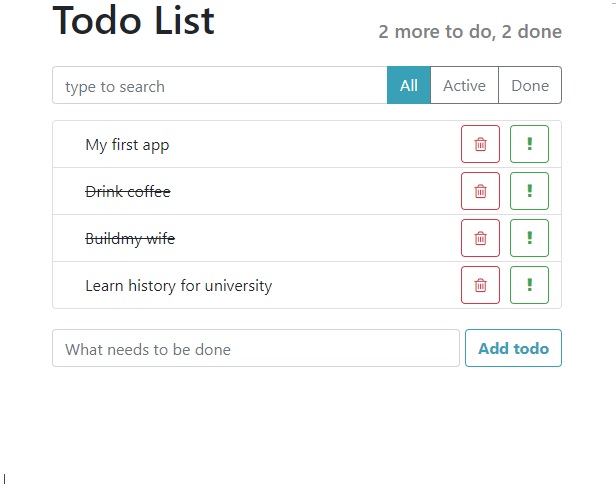 Todo List
2 more to do, 2 done
type to search
All Active Done
My first app
Drink coffee
Buildmy wife
Learn history for university
What needs to be done
Add todo